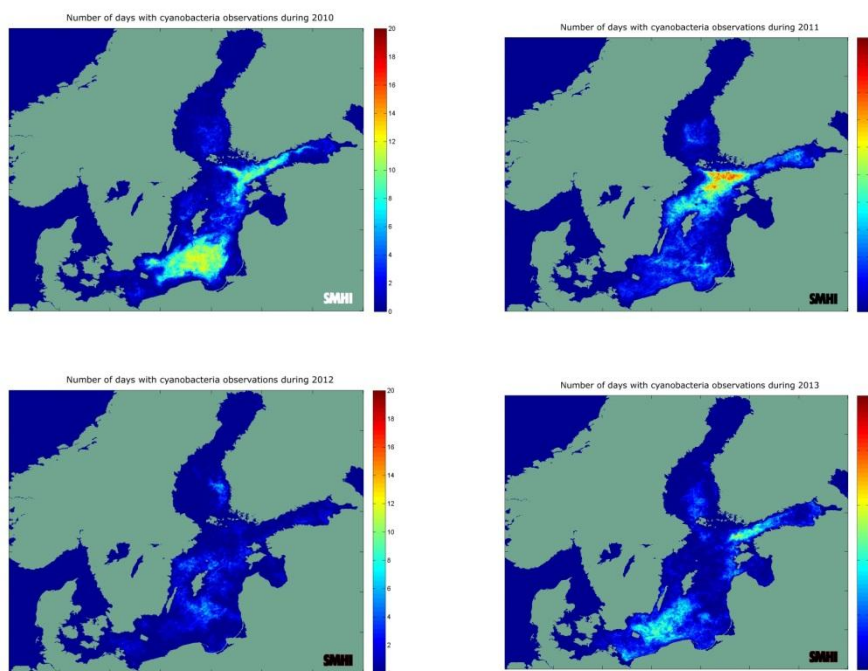 Number of days with cyanobacteria observations during 2010
20
18
16
14
12
10
8
6
4
2
0
SMHI
Number of days with cyanobacteria observations during 2011
SMHI
Number of days with cyanobacteria observations during 2012
20
18
16
14
12
10
8
6
4
2
SMHI
Number of days with cyanobacteria observations during 2013
SMHI